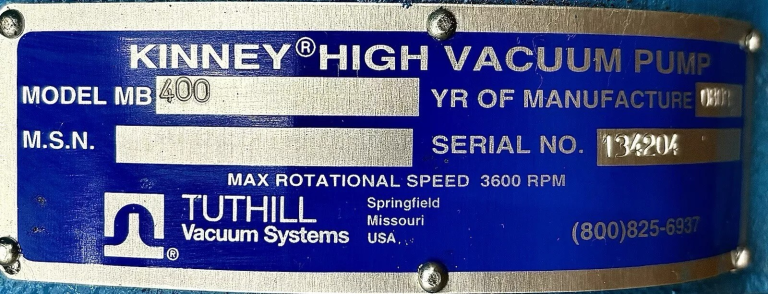 KINNEY® HIGH VACUUM PUMP
MODEL MB 400
YR OF MANUFACTURE
M.S.N.
SERIAL NO. 134204
MAX ROTATIONAL SPEED 3600 RPM
TUTHILL
Vacuum Systems
®
Springfield
Missouri
USA
(800)825-6937